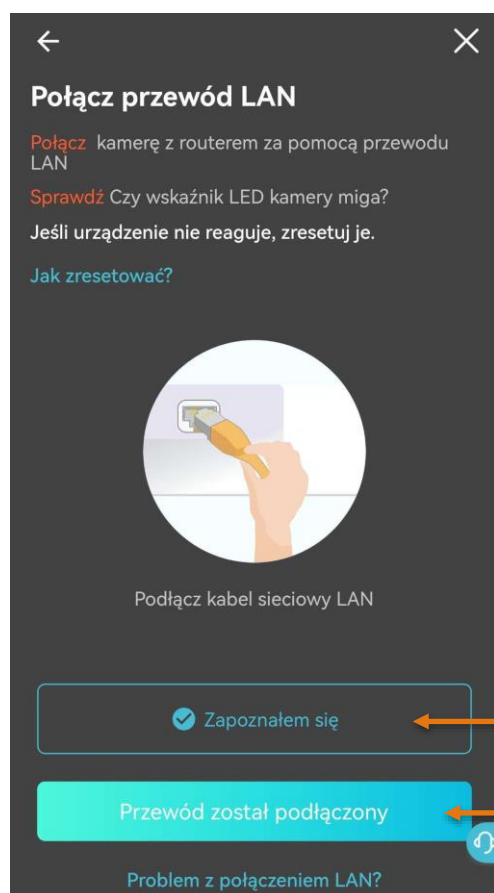 Połącz przewód LAN
Połącz kamerę z routerem za pomocą przewodu
LAN
Sprawdź Czy wskaźnik LED kamery miga?
Jeśli urządzenie nie reaguje, zresetuj je.
Jak zresetować?
Podłącz kabel sieciowy LAN
Zapoznałem się
Przewód został podłączony
Problem z połączeniem LAN?